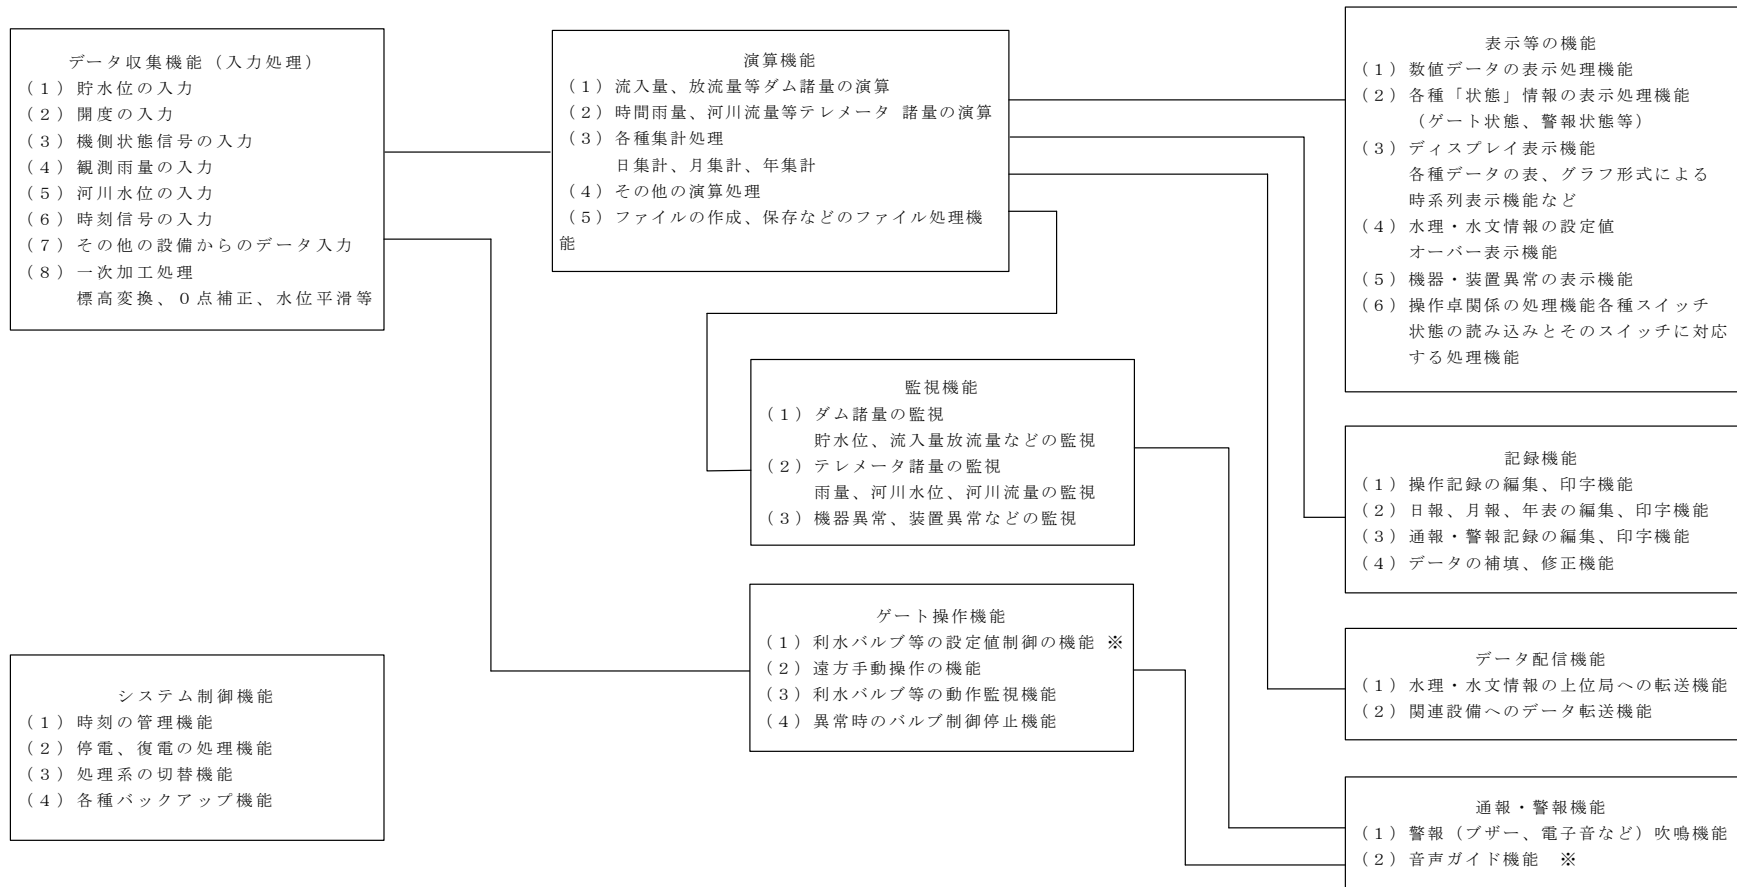 データ収集機能（入力処理）
（１）貯水位の入力
（２）開度の入力
（３）機側状態信号の入力
（４）観測雨量の入力
（５）河川水位の入力
（６）時刻信号の入力
（７）その他の設備からのデータ入力
（８）一次加工処理
標高変換、０点補正、水位平滑等
システム制御機能
（１）時刻の管理機能
（２）停電、復電の処理機能
（３）処理系の切替機能
（４）各種バックアップ機能
演算機能
（１）流入量、放流量等ダム諸量の演算
（２）時間雨量、河川流量等テレメータ 諸量の演算
（３）各種集計処理
日集計、月集計、年集計
（４）その他の演算処理
（５）ファイルの作成、保存などのファイル処理機
能
監視機能
（１）ダム諸量の監視
貯水位、流入量放流量などの監視
（２）テレメータ諸量の監視
雨量、河川水位、河川流量の監視
（３）機器異常、装置異常などの監視
ゲート操作機能
（１）利水バルブ等の設定値制御の機能 ※
（２）遠方手動操作の機能
（３）利水バルブ等の動作監視機能
（４）異常時のバルブ制御停止機能
表示等の機能
（１）数値データの表示処理機能
（２）各種「状態」情報の表示処理機能
（ゲート状態、警報状態等）
（３）ディスプレイ表示機能
各種データの表、グラフ形式による
時系列表示機能など
（４）水理・水文情報の設定値
オーバー表示機能
（５）機器・装置異常の表示機能
（６）操作卓関係の処理機能各種スイッチ
状態の読み込みとそのスイッチに対応
する処理機能
記録機能
（１）操作記録の編集、印字機能
（２）日報、月報、年表の編集、印字機能
（３）通報・警報記録の編集、印字機能
（４）データの補填、修正機能
データ配信機能
（１）水理・水文情報の上位局への転送機能
（２）関連設備へのデータ転送機能
通報・警報機能
（１）警報（ブザー、電子音など）吹鳴機能
（２）音声ガイド機能　※